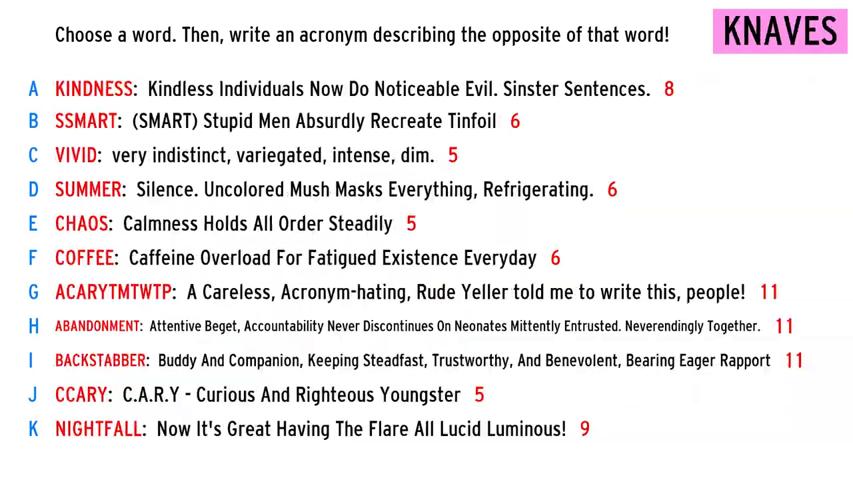 Choose a word. Then, write an acronym describing the opposite of that word!
KNAVES
A KINDNESS: Kindless Individuals Now Do Noticeable Evil. Sinster Sentences. 8
B SSMART: (SMART) Stupid Men Absurdly Recreate Tinfoil 6
C VIVID: very indistinct, variegated, intense, dim. 5
D SUMMER: Silence. Uncolored Mush Masks Everything, Refrigerating. 6
E CHAOS: Calmness Holds All Order Steadily 5
F COFFEE: Caffeine Overload For Fatigued Existence Everyday 6
G ACARYTMTWTP: A Careless, Acronym-hating, Rude Yeller told me to write this, people! 11
H ABANDONMENT: Attentive Beget, Accountability Never Discontinues On Neonates Mittently Entrusted. Neverendingly Together. 11
I BACKSTABBER: Buddy And Companion, Keeping Steadfast, Trustworthy, And Benevolent, Bearing Eager Rapport 11
J CCARY: C.A.R.Y - Curious And Righteous Youngster 5
K NIGHTFALL: Now It's Great Having The Flare All Lucid Luminous! 9